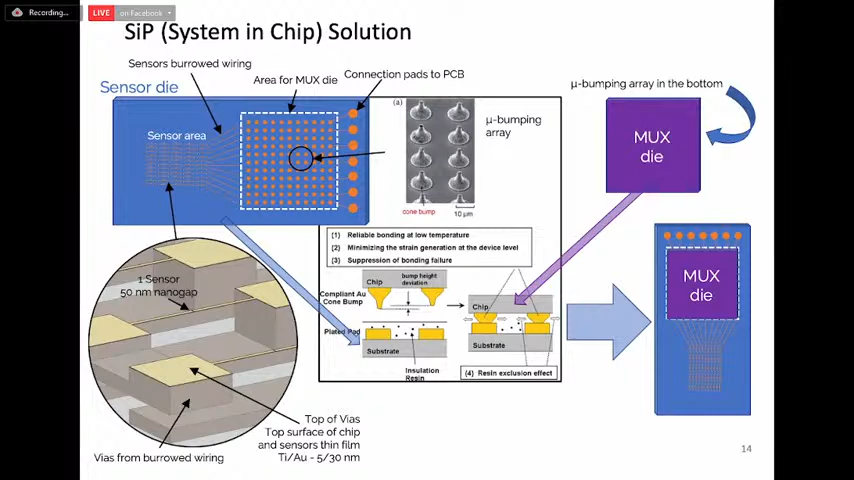 Recording...
LIVE on Facebook
SiP (System in Chip) Solution
Sensors burrowed wiring
Area for MUX die
Connection pads to PCB
μ-bumping array in the bottom
Sensor die
Sensor area
(a)
μ-bumping
array
cone bump
10 μm
MUX
die
(1) Reliable bonding at low temperature
(2) Minimizing the strain generation at the device level
(3) Suppression of bonding failure
1 Sensor
50 nm nanogap
Chip
bump height
deviation
Compliant Au
Cone Bump
Plated Pad
Substrate
Insulation
Resin
Chip
Substrate
(4) Resin exclusion effect
MUX
die
Top of Vias
Top surface of chip
and sensors thin film
Ti/Au - 5/30 nm
Vias from burrowed wiring
14